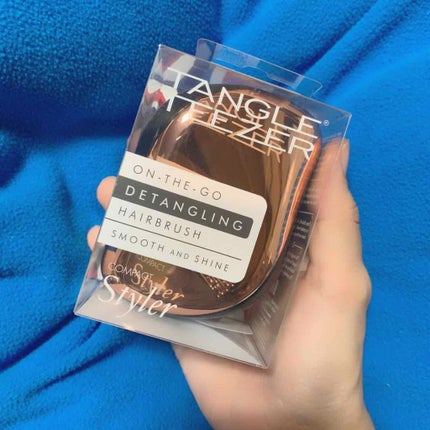 TANGLE
TEEZER®
ON-THE-GO
DETANGLING
HAIRBRUSH
SMOOTH AND SHINE
COMPACT
Styler